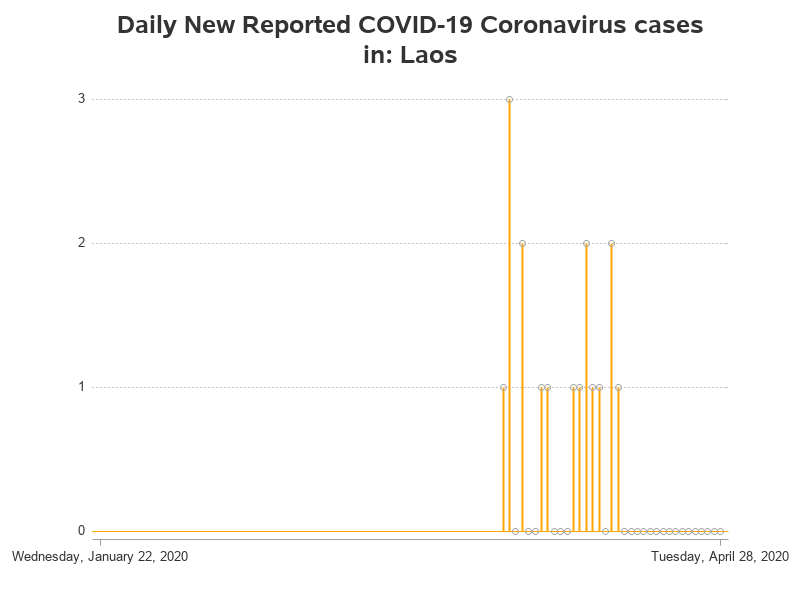 Daily New Reported COVID-19 Coronavirus cases
in: Laos
3
2
1
0
Wednesday, January 22, 2020
Tuesday, April 28, 2020